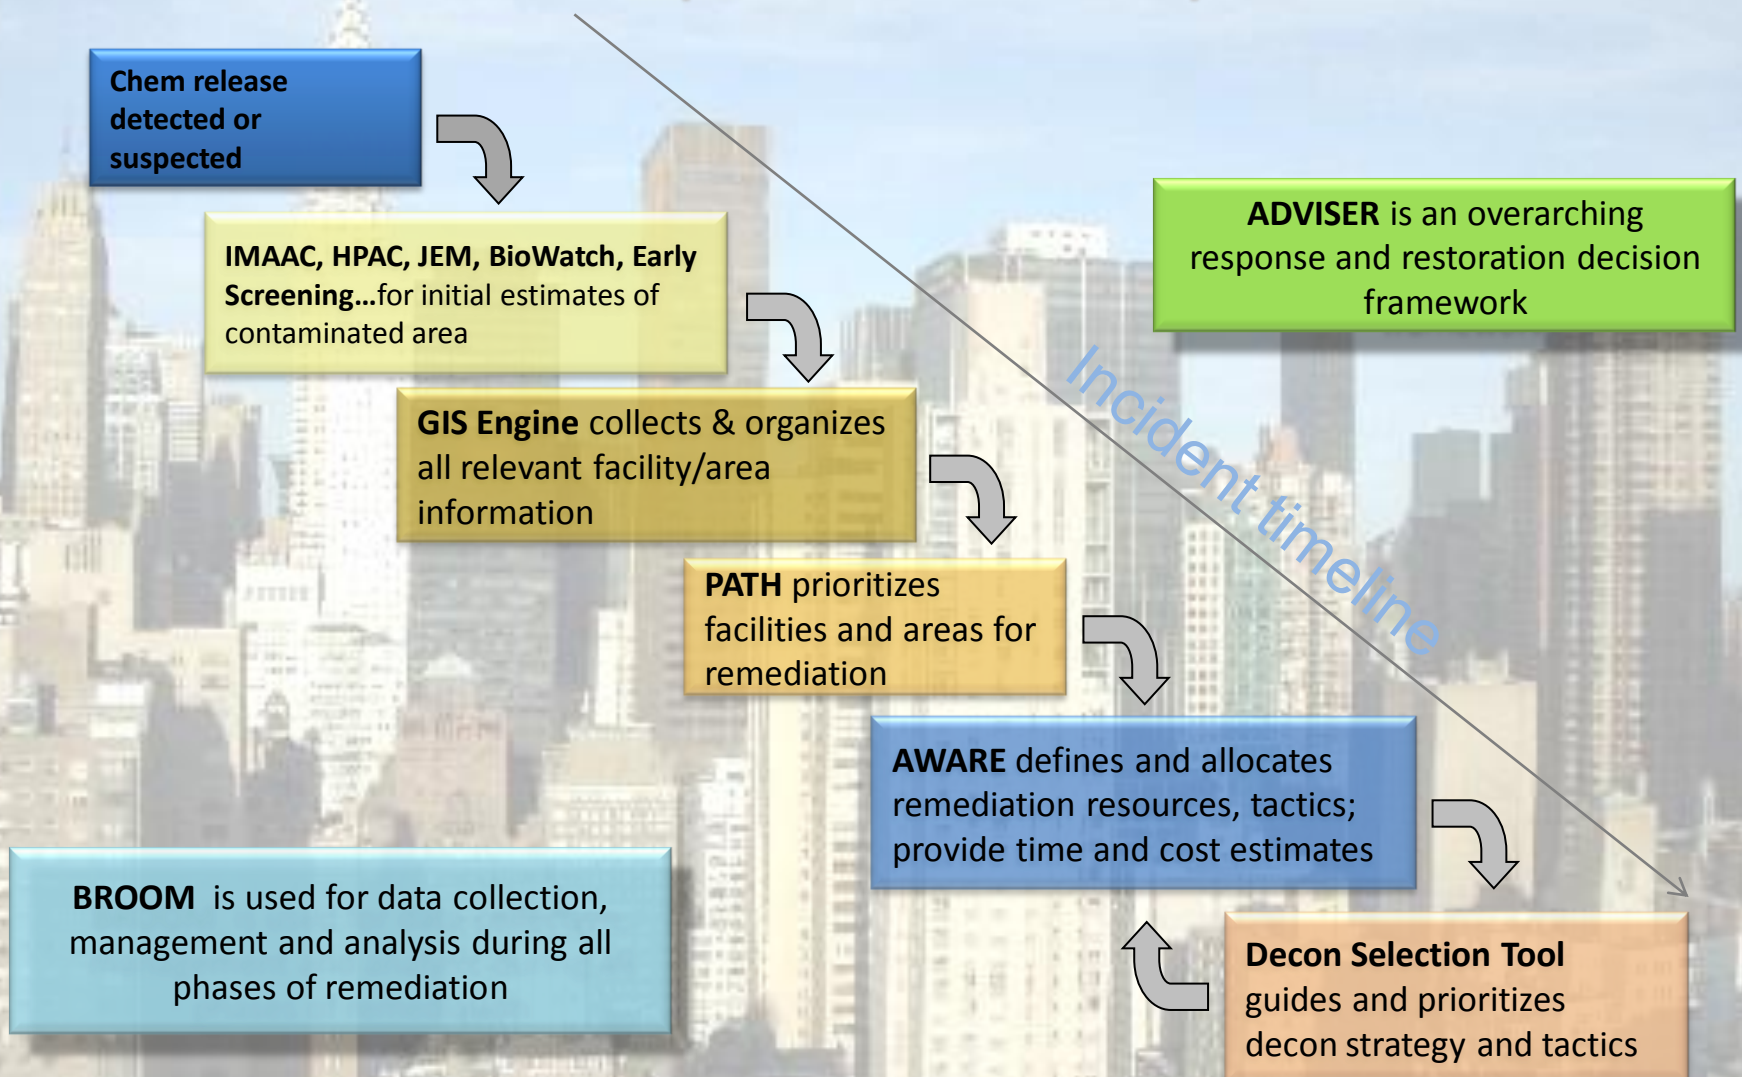 Chem release
detected or
suspected
IMAAC, HPAC, JEM, BioWatch, Early
Screening...for initial estimates of
contaminated area
ADVISER is an overarching
response and restoration decision
framework
GIS Engine collects & organizes
all relevant facility/area
information
Incident timeline
PATH prioritizes
facilities and areas for
remediation
AWARE defines and allocates
remediation resources, tactics;
provide time and cost estimates
BROOM is used for data collection,
management and analysis during all
phases of remediation
Decon Selection Tool
guides and prioritizes
decon strategy and tactics